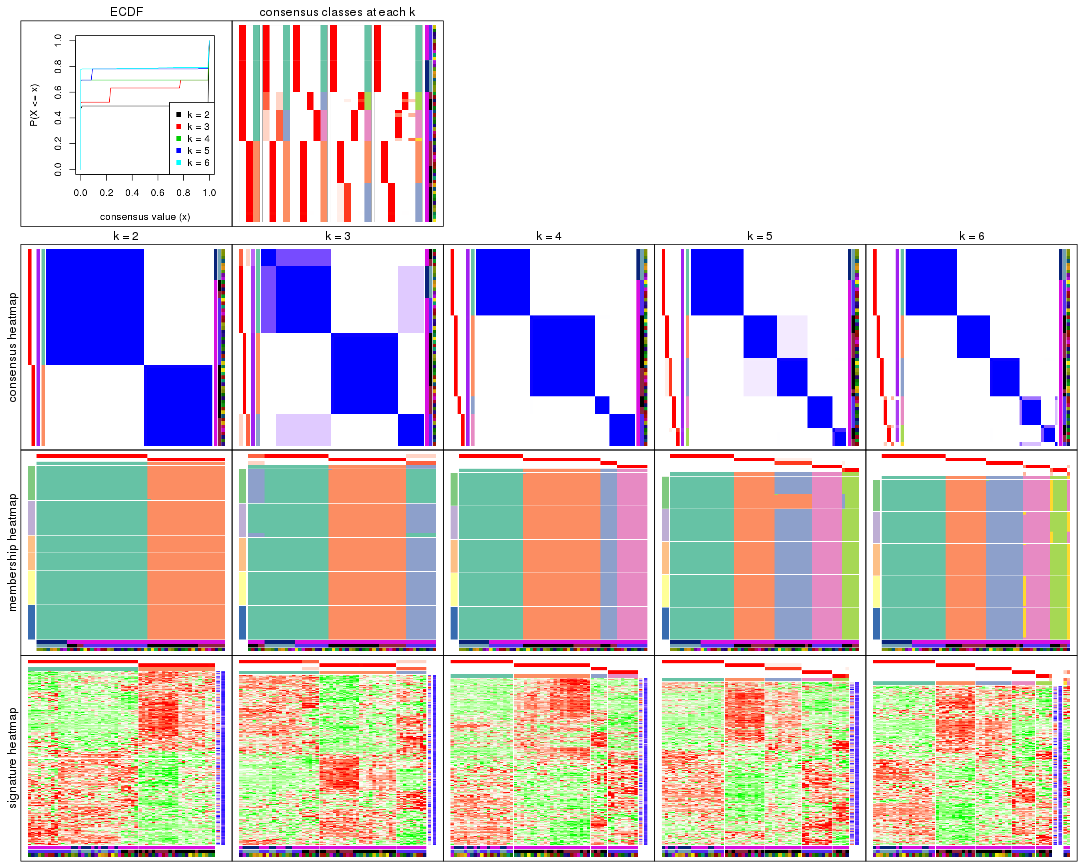 ECDF
consensus classes at each k
P(X <= x)
1.0
0.8
0.6
0.4
0.2
0.0
k = 2
k = 3
k = 4
k = 5
k = 6
0.0 0.2 0.4 0.6 0.8 1.0
consensus value (x)
k = 2
k = 3
k = 4
k = 5
k = 6
consensus heatmap
membership heatmap
signature heatmap